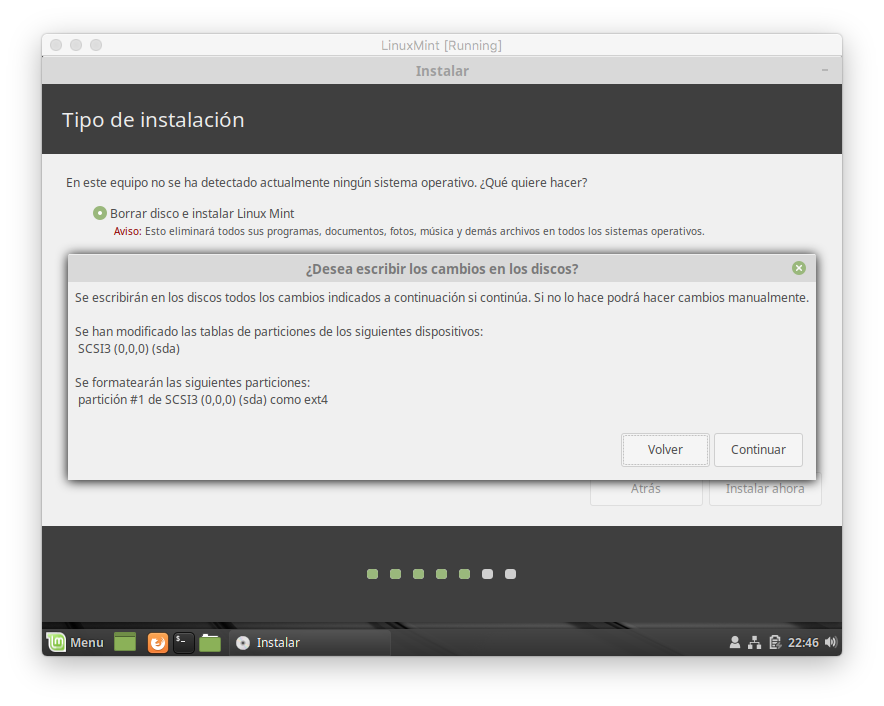 LinuxMint [Running]
Instalar
Tipo de instalación
En este equipo no se ha detectado actualmente ningún sistema operativo. ¿Qué quiere hacer?
Borrar disco e instalar Linux Mint
Aviso: Esto eliminará todos sus programas, documentos, fotos, música y demás archivos en todos los sistemas operativos.
¿Desea escribir los cambios en los discos?
Se escribirán en los discos todos los cambios indicados a continuación si continúa. Si no lo hace podrá hacer cambios manualmente.
Se han modificado las tablas de particiones de los siguientes dispositivos:
SCSI3 (0,0,0) (sda)
Se formatearán las siguientes particiones:
partición #1 de SCSI3 (0,0,0) (sda) como ext4
Volver Continuar
Atrás Instalar ahora
Menu Instalar 22:46